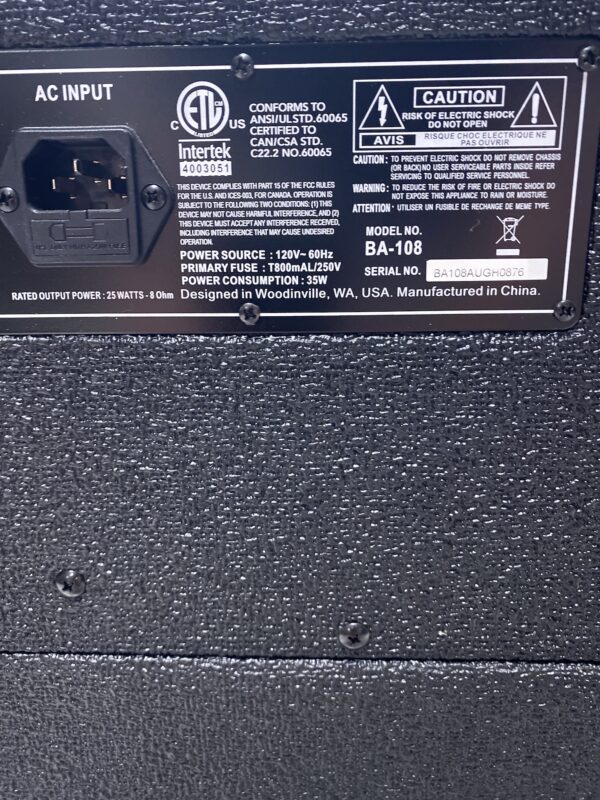 AC INPUT
C ETL CM US
LISTED
Intertek
4003051
CONFORMS TO
ANSI/ULSTD.60065
CERTIFIED TO
CAN/CSA STD.
C22.2 NO.60065
THIS DEVICE COMPLIES WITH PART 15 OF THE FCC RULES
FOR THE U.S. AND ICES-003, FOR CANADA. OPERATION IS
SUBJECT TO THE FOLLOWING TWO CONDITIONS: (1) THIS
DEVICE MAY NOT CAUSE HARMFUL INTERFERENCE, AND (2)
THIS DEVICE MUST ACCEPT ANY INTERFERENCE RECEIVED,
INCLUDING INTERFERENCE THAT MAY CAUSE UNDESIRED
OPERATION.
POWER SOURCE : 120V~ 60Hz
PRIMARY FUSE : T800mAL/250V
POWER CONSUMPTION : 35W
CAUTION
RISK OF ELECTRIC SHOCK
DO NOT OPEN
AVIS
RISQUE CHOC ELECTRIQUE NE
PAS OUVRIR
CAUTION : TO PREVENT ELECTRIC SHOCK DO NOT REMOVE CHASSIS
(OR BACK)NO USER SERVICEABLE PARTS INSIDE
REFER SERVICING TO QUALIFIED SERVICE PERSONNEL.
WARNING : TO REDUCE THE RISK OF FIRE OR ELECTRIC SHOCK DO
NOT EXPOSE THIS APPLIANCE TO RAIN OR MOISTURE.
ATTENTION : UTILISER UN FUSIBLE DE RECHANGE DE MEME TYPE.
MODEL NO.
BA-108
SERIAL NO. BA108AUGH0876
RATED OUTPUT POWER : 25 WATTS - 8 Ohm
Designed in Woodinville, WA, USA. Manufactured in China.